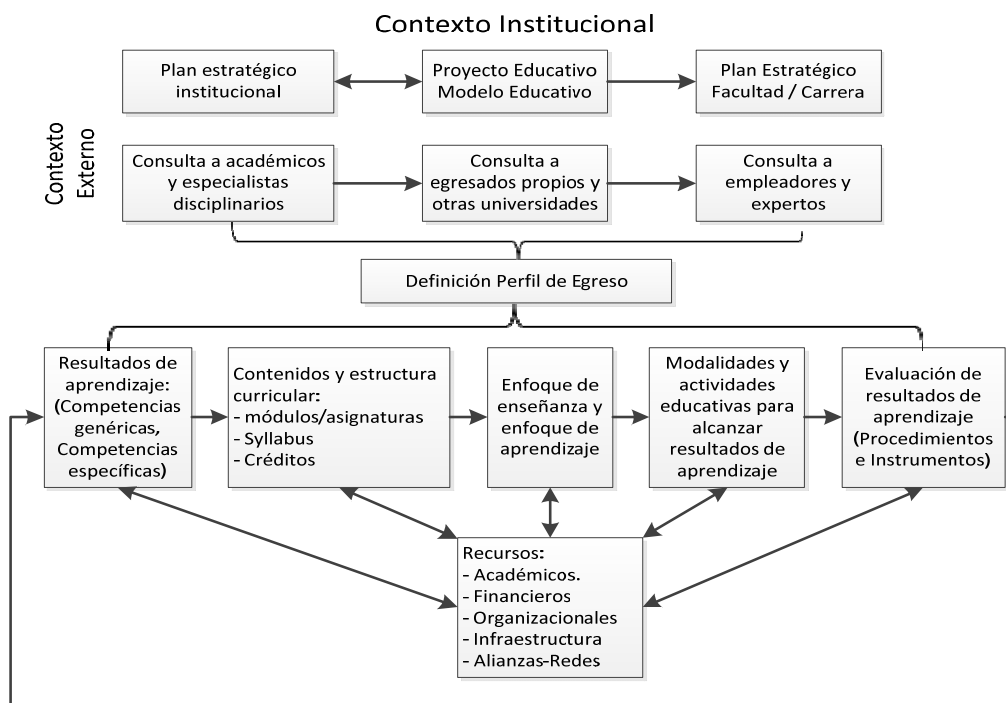 Contexto Institucional
Plan estratégico
institucional
Proyecto Educativo
Modelo Educativo
Plan Estratégico
Facultad / Carrera
Contexto
Externo
Consulta a académicos
y especialistas
disciplinarios
Consulta a
egresados propios y
otras universidades
Consulta a
empleadores y
expertos
Definición Perfil de Egreso
Resultados de
aprendizaje:
(Competencias
genéricas,
Competencias
específicas)
Contenidos y estructura
curricular:
- módulos/asignaturas
- Syllabus
- Créditos
Enfoque de
enseñanza y
enfoque de
aprendizaje
Modalidades y
actividades
educativas para
alcanzar
resultados de
aprendizaje
Evaluación de
resultados de
aprendizaje
(Procedimientos
e Instrumentos)
Recursos:
- Académicos.
- Financieros
- Organizacionales
- Infraestructura
- Alianzas-Redes